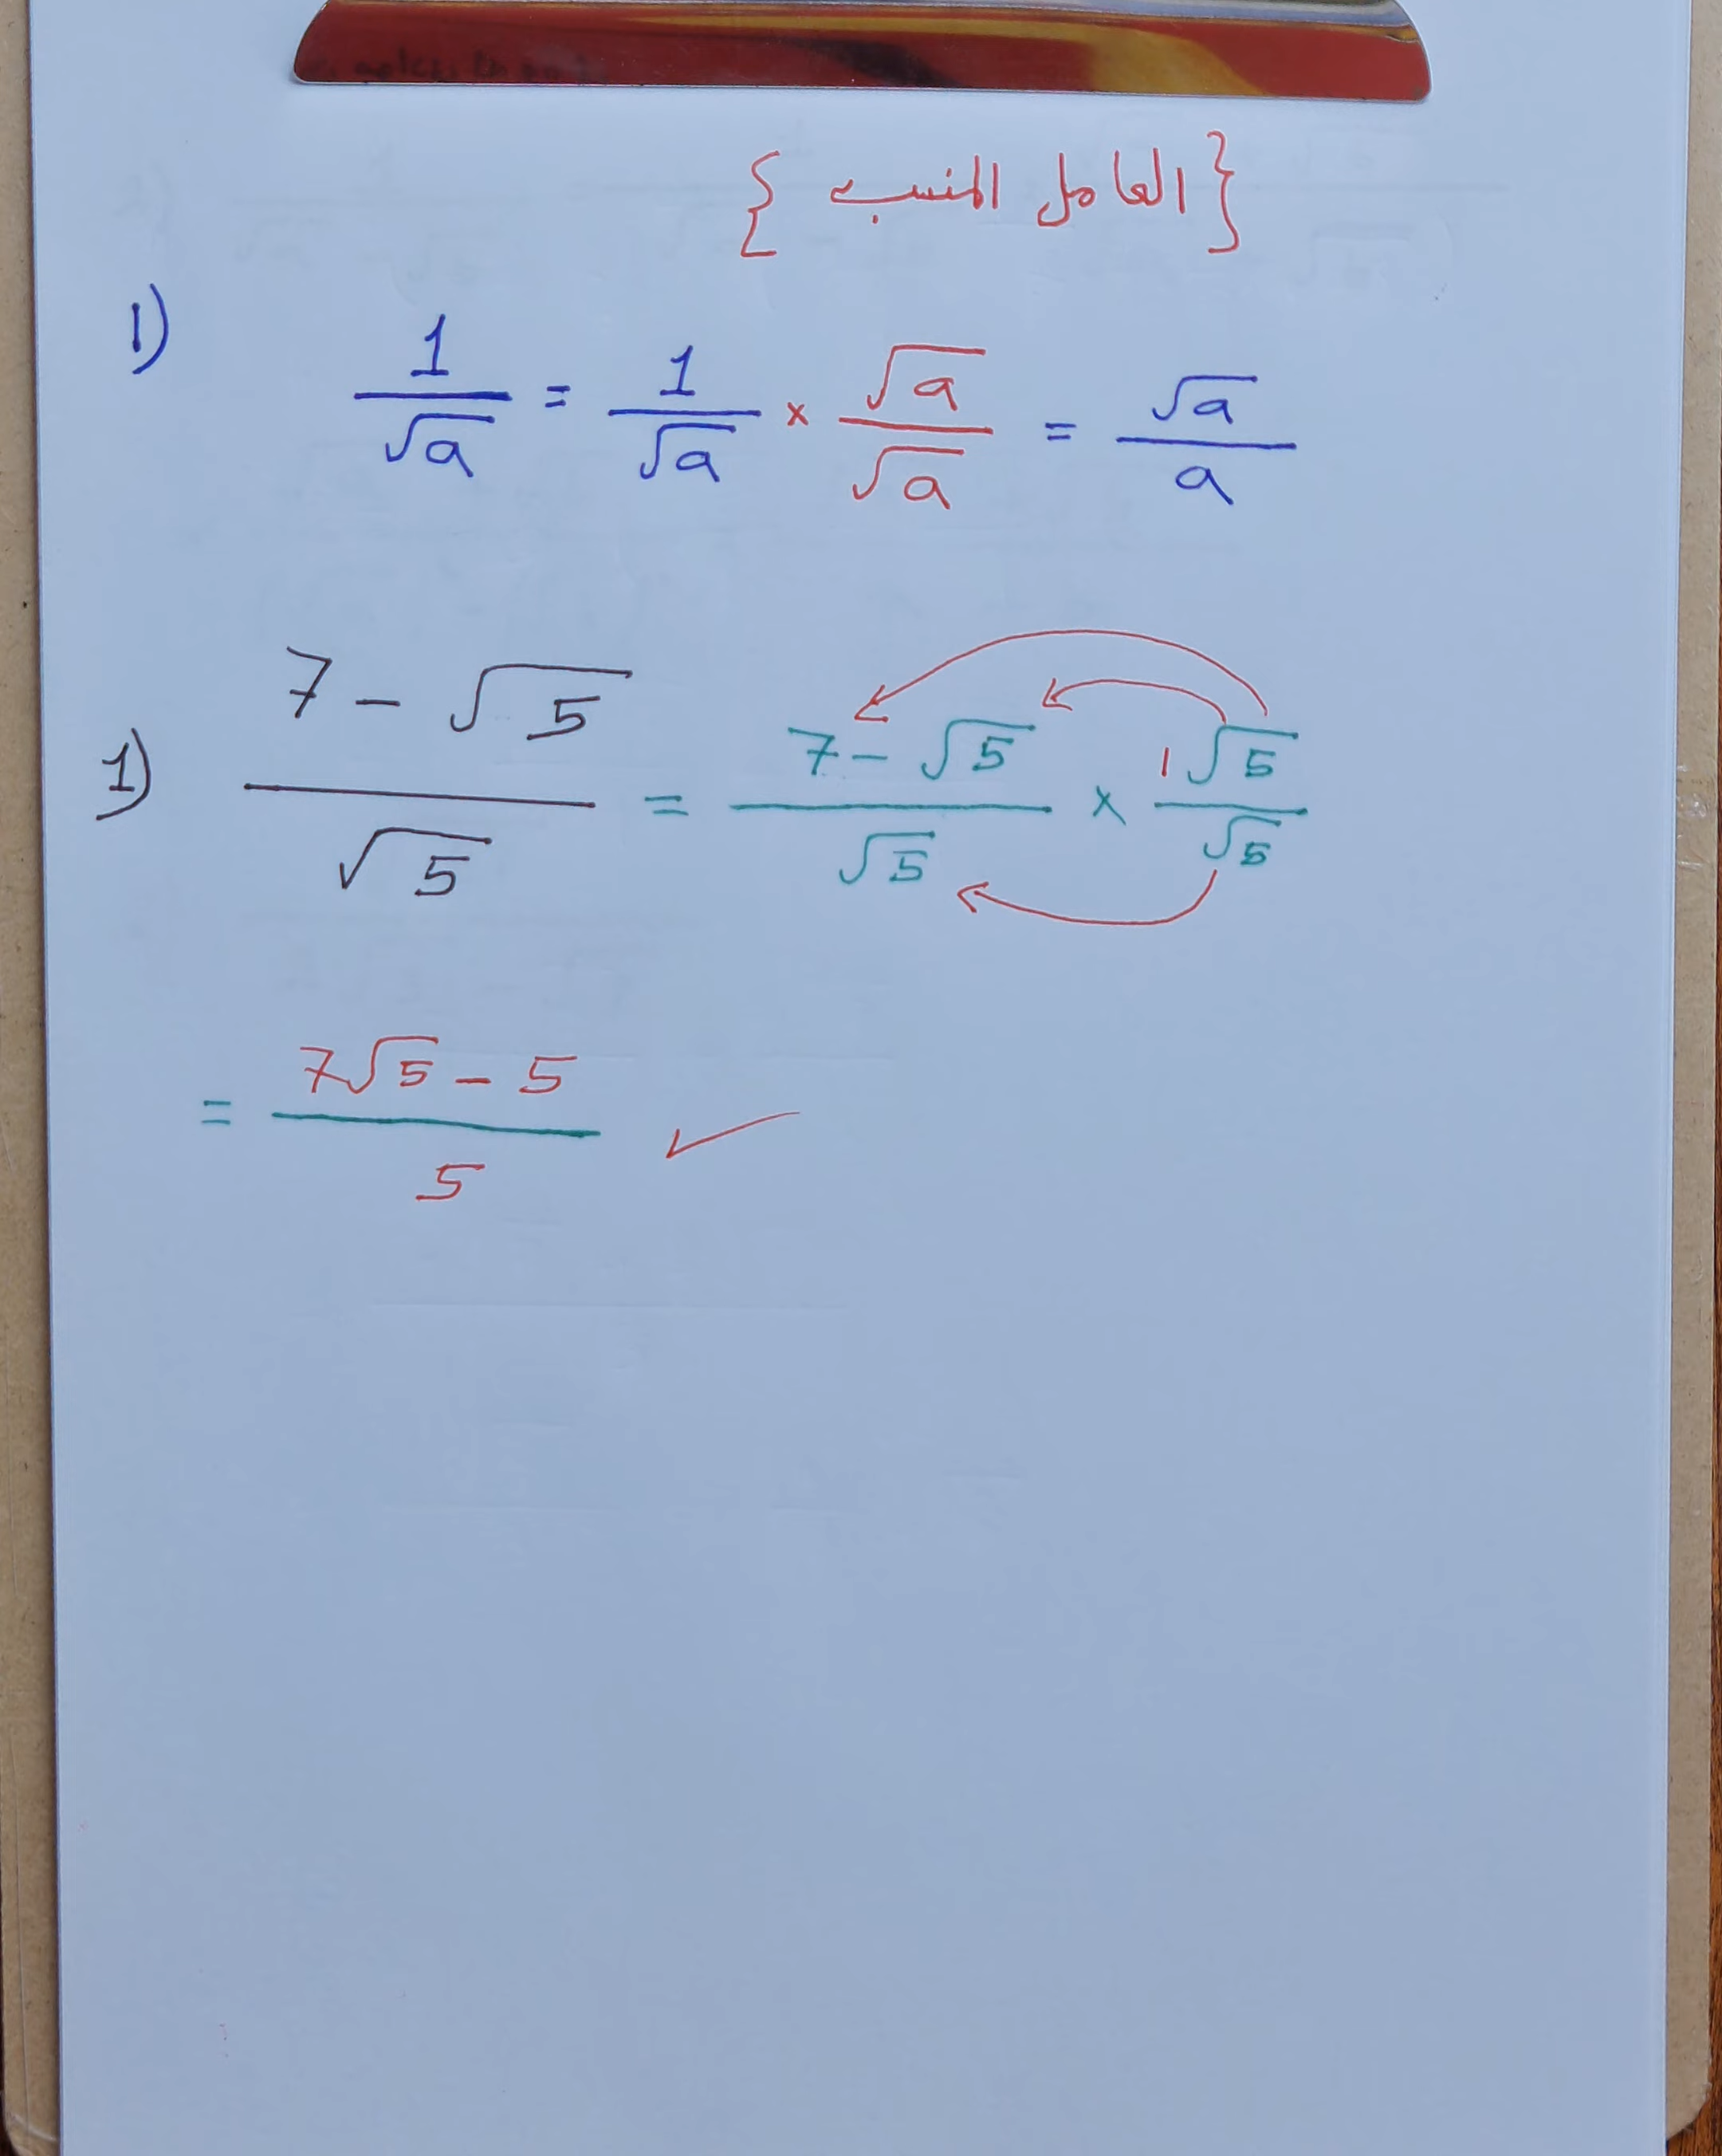 {العامل المنسب}
1) 1/√a = 1/√a × √a/√a = √a/a
1) (7 - √5)/√5 = (7 - √5)/√5 × 1√5/√5
= (7√5 - 5)/5 ✓